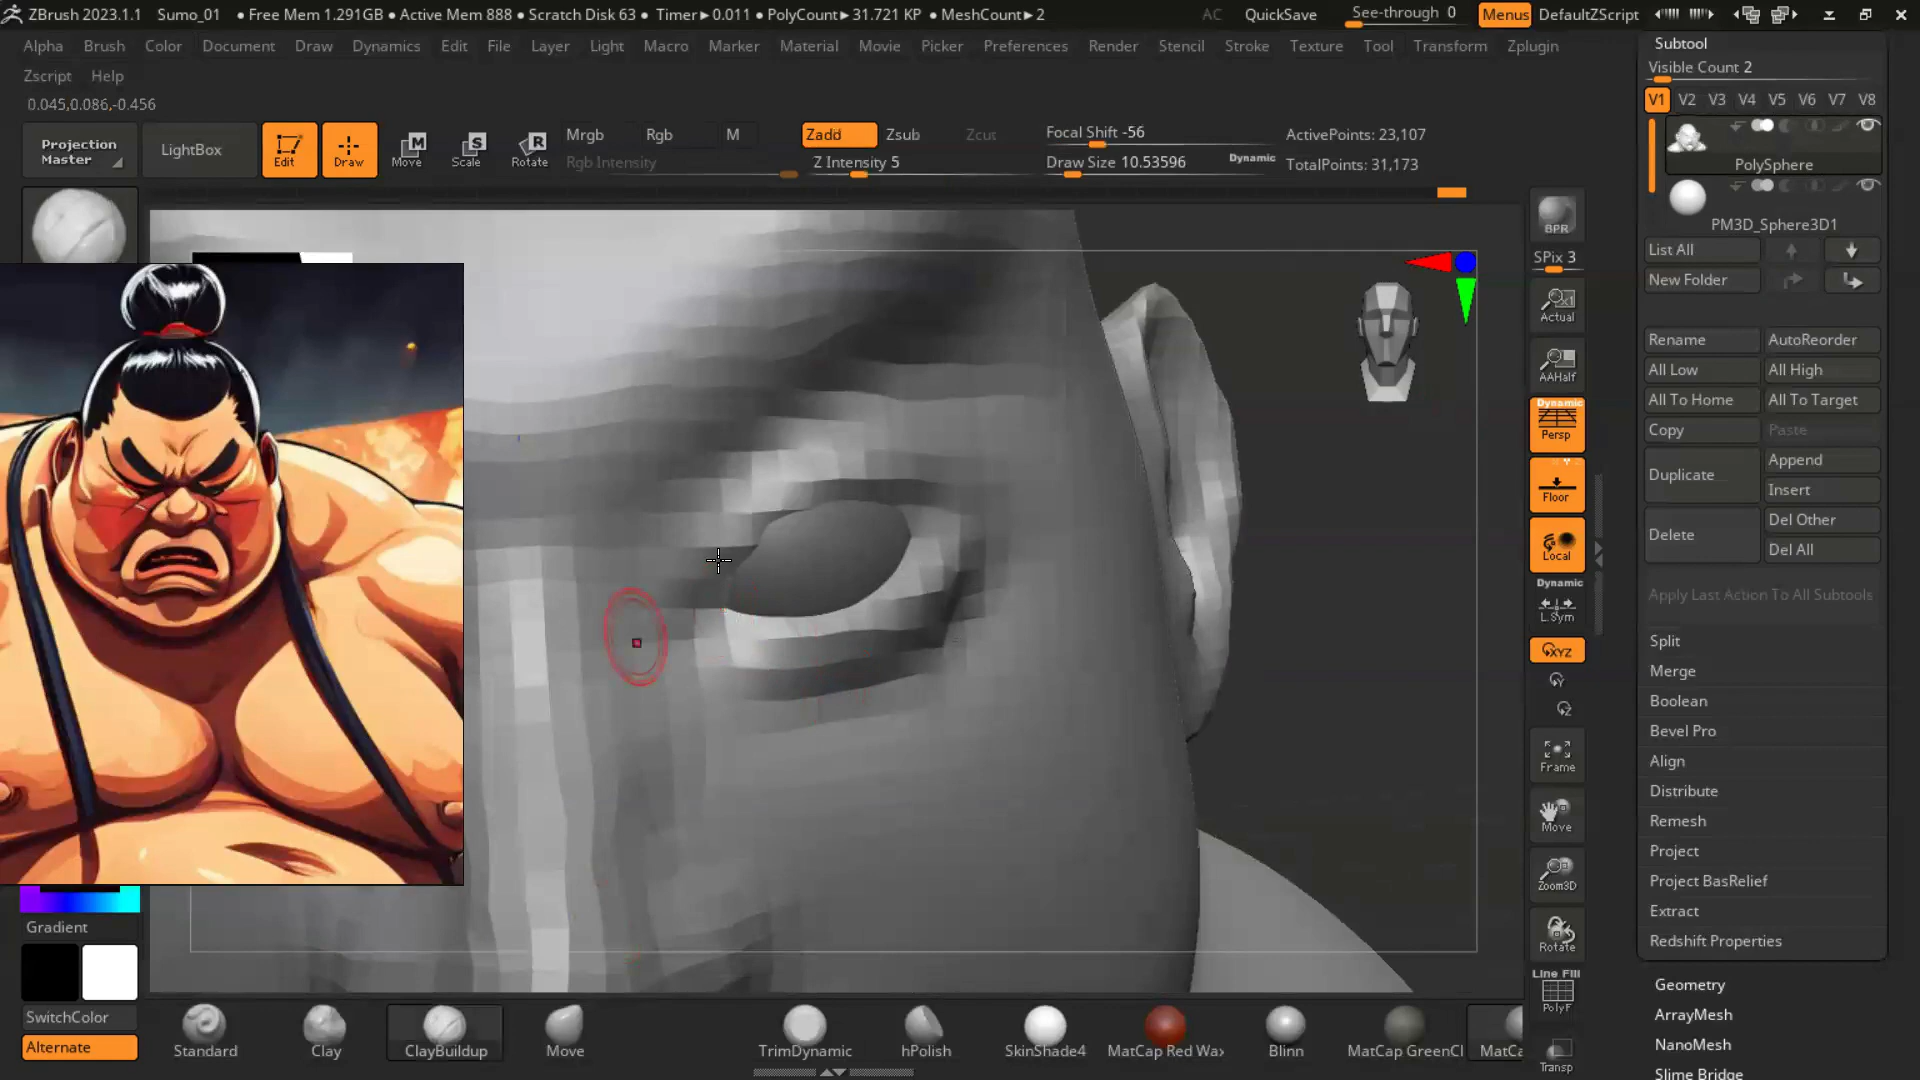 ZBrush 2023.1.1 Sumo_01 • Free Mem 1.291GB • Active Mem 888 • Scratch Disk 63 • Timer►0.011 • PolyCount►31.721 KP • MeshCount►2 AC QuickSave See-through 0 Menus DefaultZScript
Alpha Brush Color Document Draw Dynamics Edit File Layer Light Macro Marker Material Movie Picker Preferences Render Stencil Stroke Texture Tool Transform Zplugin
Zscript Help
0.045,0.086,-0.456
Projection Master
LightBox
Edit
Draw
Move
Scale
Rotate
Mrgb Rgb M
Rgb Intensity
Zadd Zsub Zcut
Z Intensity 5
Focal Shift -56
Draw Size 10.53596 Dynamic
ActivePoints: 23,107
TotalPoints: 31,173
BPR
SPix 3
Actual
AAHalf
Dynamic
Persp
Floor
Local
Dynamic
L.Sym
XYZ
Y
Z
Frame
Move
Zoom3D
Rotate
Line Fill
PolyF
Transp
Gradient
SwitchColor
Alternate
Standard
Clay
ClayBuildup
Move
TrimDynamic
hPolish
SkinShade4
MatCap Red Wax
Blinn
MatCap GreenCl
MatCa
Subtool
Visible Count 2
V1 V2 V3 V4 V5 V6 V7 V8
PolySphere
PM3D_Sphere3D1
List All
New Folder
Rename AutoReorder
All Low All High
All To Home All To Target
Copy Paste
Duplicate Append
Insert
Delete Del Other
Del All
Apply Last Action To All Subtools
Split
Merge
Boolean
Bevel Pro
Align
Distribute
Remesh
Project
Project BasRelief
Extract
Redshift Properties
Geometry
ArrayMesh
NanoMesh
Slime Bridge